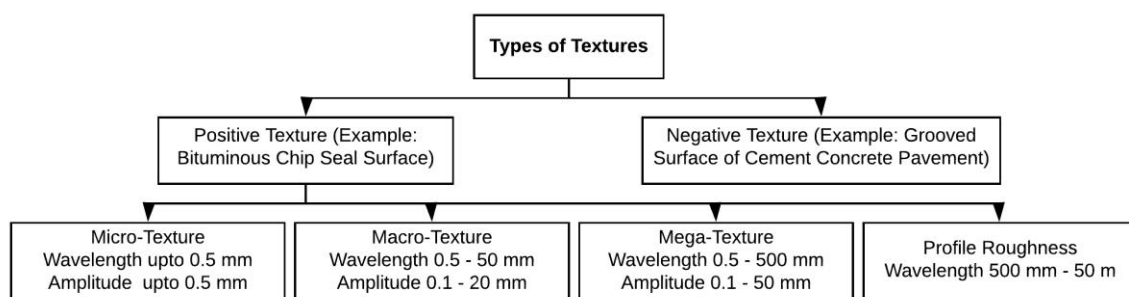 Types of Textures
Positive Texture (Example:
Bituminous Chip Seal Surface)
Negative Texture (Example: Grooved
Surface of Cement Concrete Pavement)
Micro-Texture
Wavelength upto 0.5 mm
Amplitude upto 0.5 mm
Macro-Texture
Wavelength 0.5 - 50 mm
Amplitude 0.1 - 20 mm
Mega-Texture
Wavelength 0.5 - 500 mm
Amplitude 0.1 - 50 mm
Profile Roughness
Wavelength 500 mm - 50 m